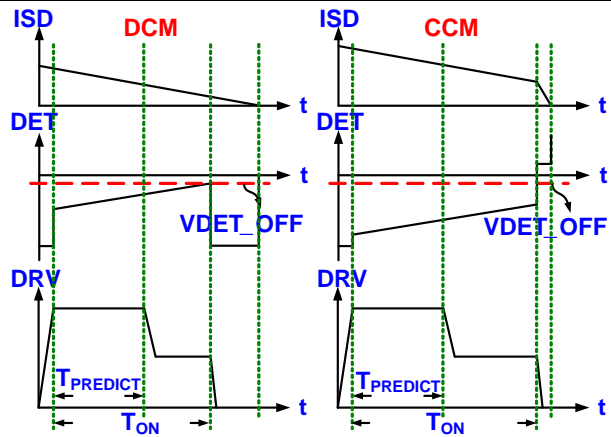 ISD
DCM
t
DET
t
VDET_OFF
DRV
TPREDICT
TON
t
ISD
CCM
t
DET
t
VDET_OFF
DRV
TPREDICT
TON
t